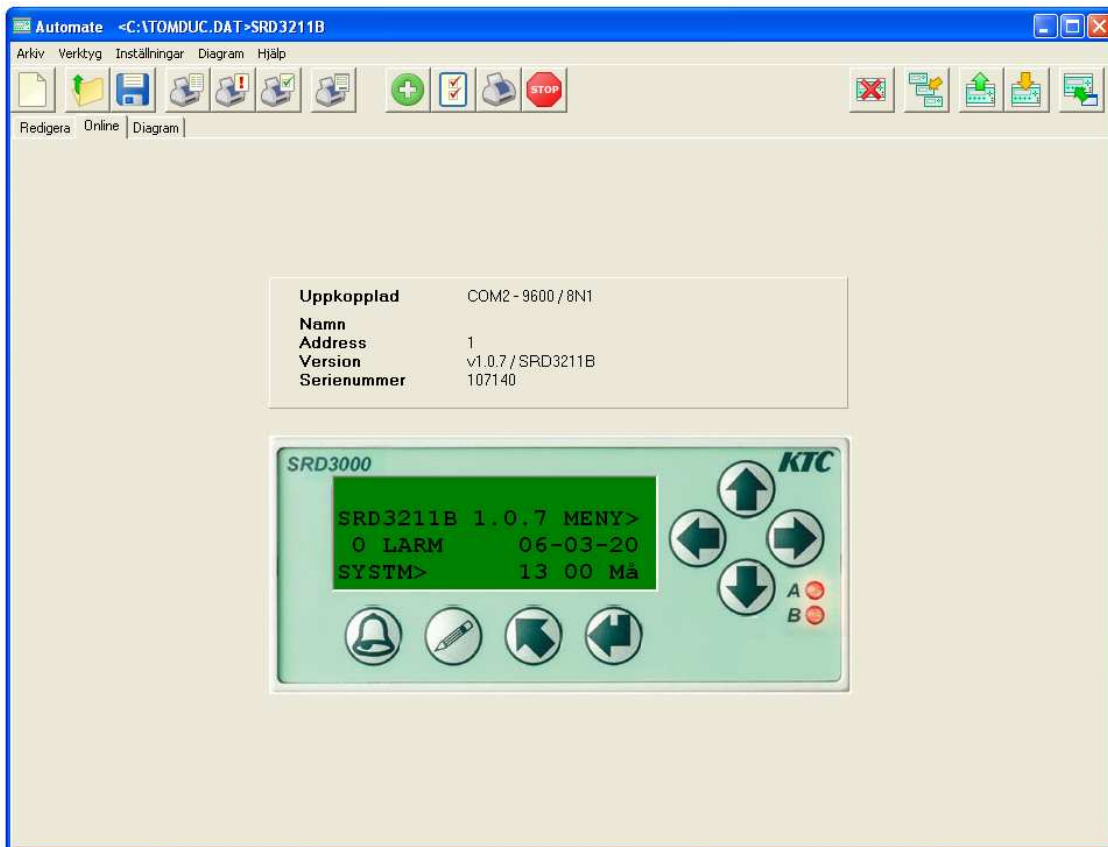 Automate <C:\TOMDUC.DAT>SRD3211B
Arkiv Verktyg Inställningar Diagram Hjälp
STOP
Redigera Online Diagram
Uppkopplad COM2 - 9600 / 8N1
Namn
Address 1
Version v1.0.7 / SRD3211B
Serienummer 107140
SRD3000 KTC
SRD3211B 1.0.7 MENY>
0 LARM 06-03-20
SYSTM> 13 00 Må
A
B